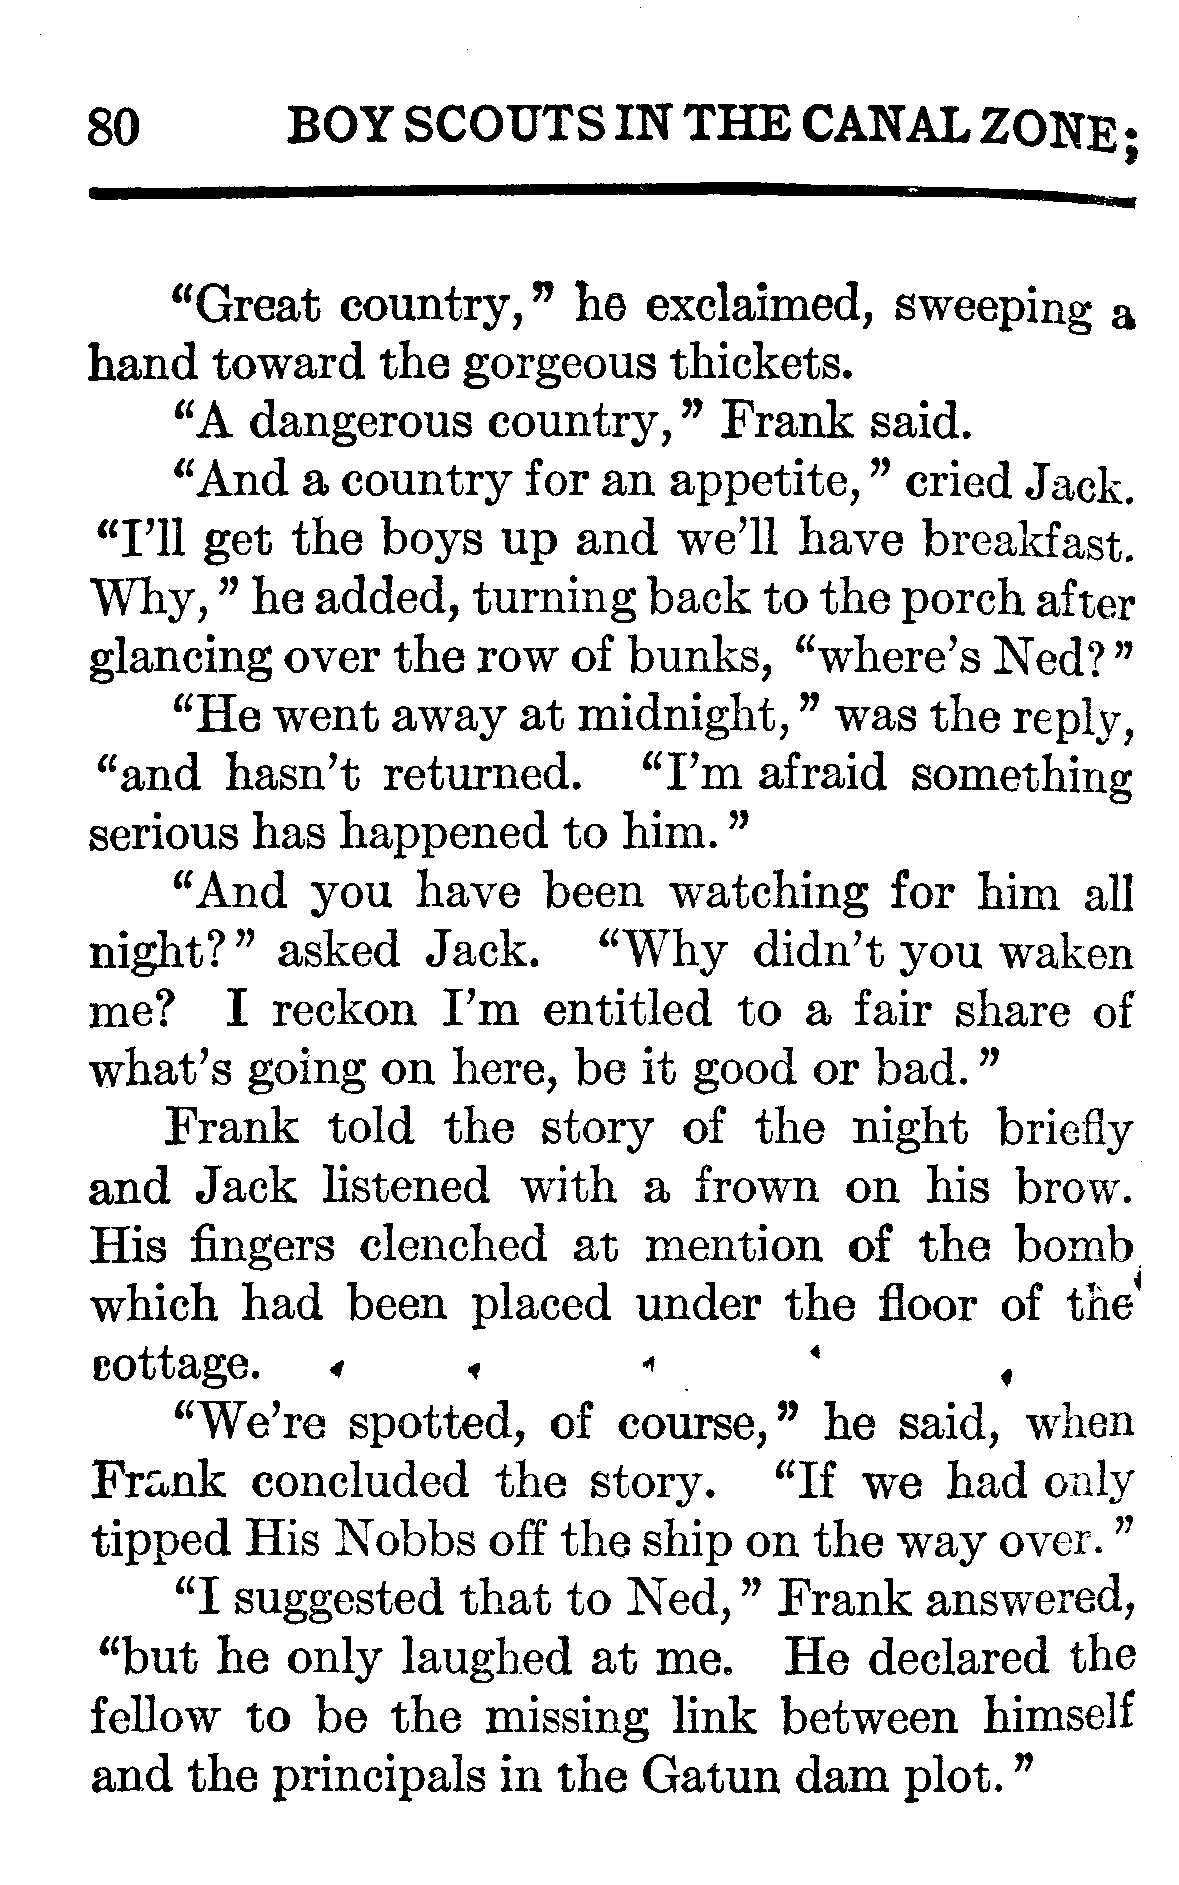 80 BOY SCOUTS IN THE CANAL ZONE;
“Great country,” he exclaimed, sweeping a
hand toward the gorgeous thickets.
“A dangerous country,” Frank said.
“And a country for an appetite,” cried Jack.
“I’ll get the boys up and we’ll have breakfast.
Why,” he added, turning back to the porch after
glancing over the row of bunks, “where’s Ned?”
“He went away at midnight,” was the reply,
“and hasn’t returned. “I’m afraid something
serious has happened to him.”
“And you have been watching for him all
night?” asked Jack. “Why didn’t you waken
me? I reckon I’m entitled to a fair share of
what’s going on here, be it good or bad.”
Frank told the story of the night briefly
and Jack listened with a frown on his brow.
His fingers clenched at mention of the bomb
which had been placed under the floor of the
cottage.
“We’re spotted, of course,” he said, when
Frank concluded the story. “If we had only
tipped His Nobbs off the ship on the way over.”
“I suggested that to Ned,” Frank answered,
“but he only laughed at me. He declared the
fellow to be the missing link between himself
and the principals in the Gatun dam plot.”